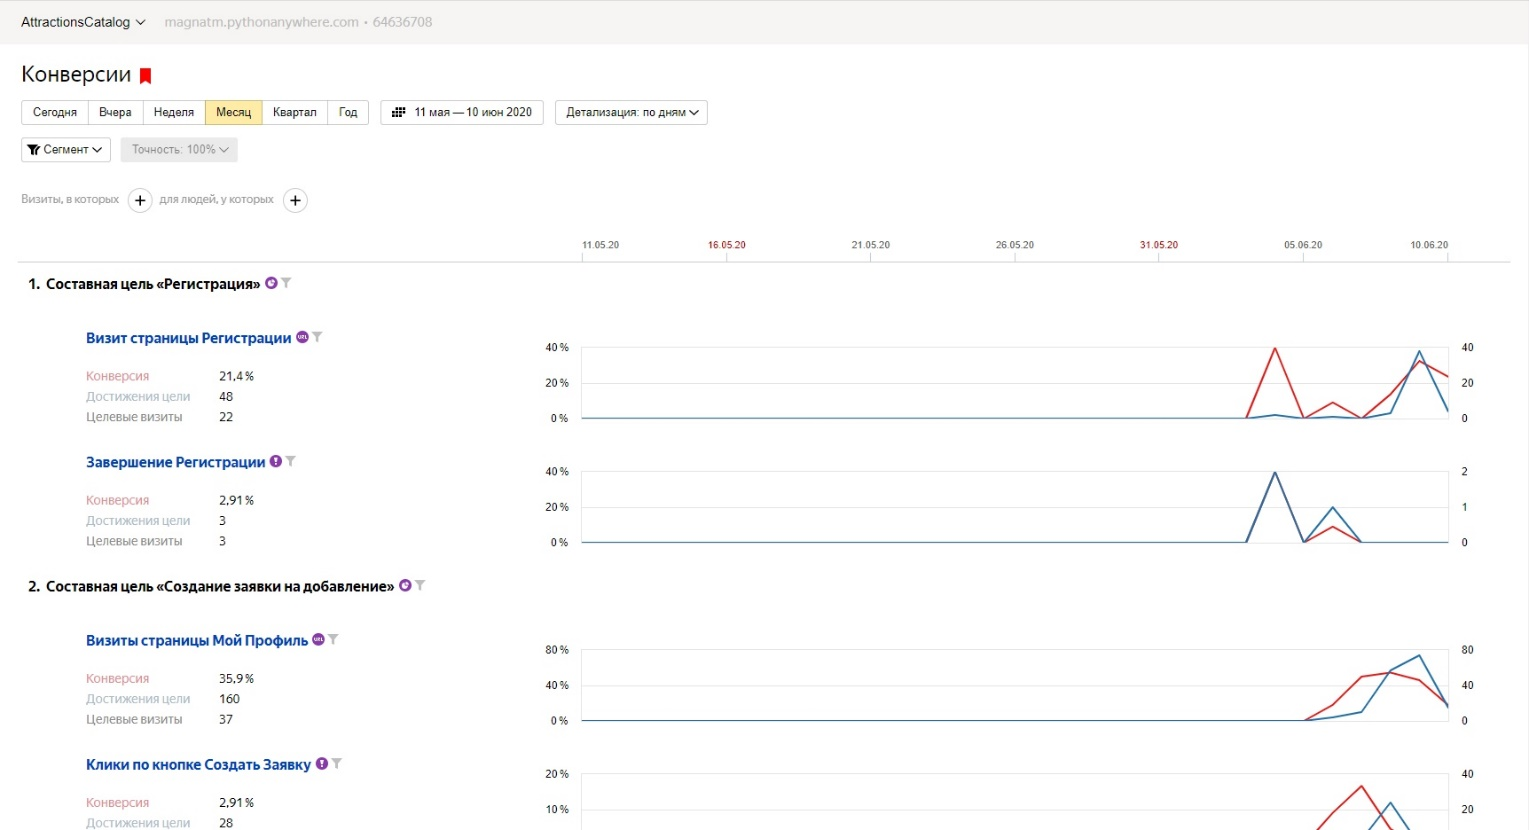 AttractionsCatalog magnatm.pythonanywhere.com • 64636708
Конверсии
Сегодня Вчера Неделя Месяц Квартал Год 11 мая — 10 июн 2020 Детализация: по дням
Сегмент Точность: 100%
Визиты, в которых + для людей, у которых +
11.05.20 16.05.20 21.05.20 26.05.20 31.05.20 05.06.20 10.06.20
1. Составная цель «Регистрация»
Визит страницы Регистрации URL
40 % 40
Конверсия 21,4 %
20 % 20
Достижения цели 48
Целевые визиты 22
0 % 0
Завершение Регистрации
40 % 2
Конверсия 2,91 %
20 % 1
Достижения цели 3
Целевые визиты 3
0 % 0
2. Составная цель «Создание заявки на добавление»
Визиты страницы Мой Профиль URL
80 % 80
Конверсия 35,9 %
40 % 40
Достижения цели 160
Целевые визиты 37
0 % 0
Клики по кнопке Создать Заявку
20 % 40
Конверсия 2,91 %
10 % 20
Достижения цели 28